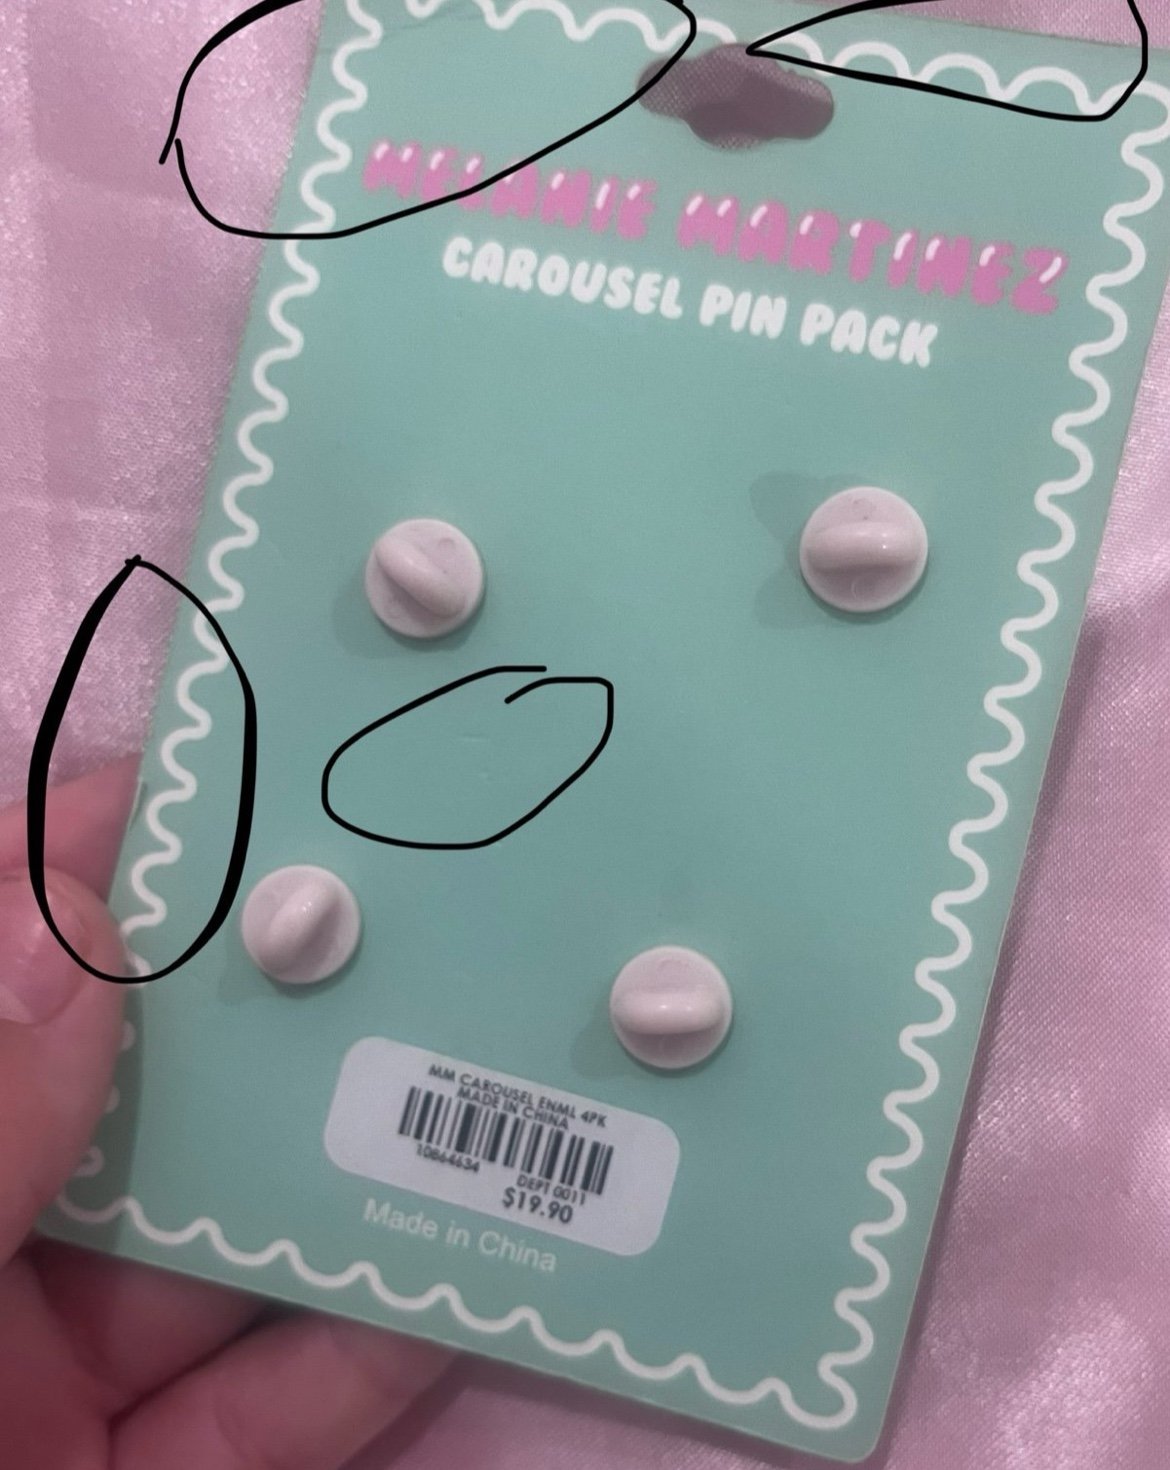 MELANIE MARTINEZ
CAROUSEL PIN PACK
MM CAROUSEL ENML 4PK
MADE IN CHINA
10864634
DEPT 0011
$19.90
Made in China